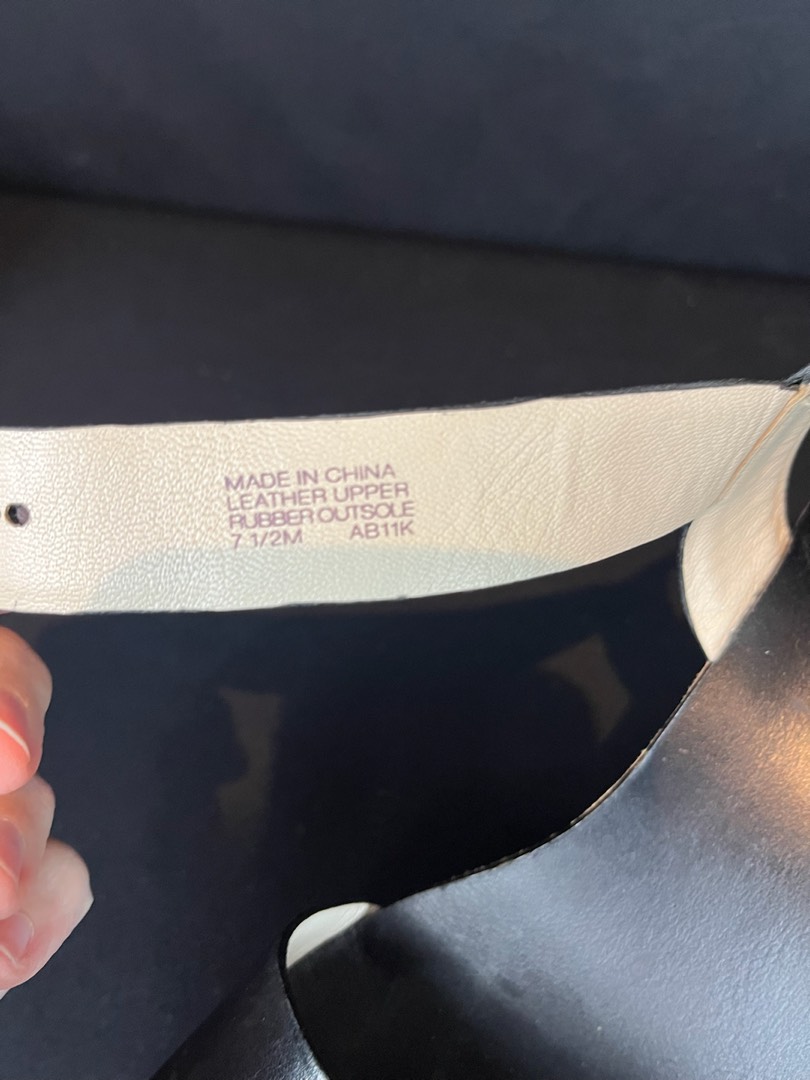 MADE IN CHINA
LEATHER UPPER
RUBBER OUTSOLE
7 1/2M AB11K